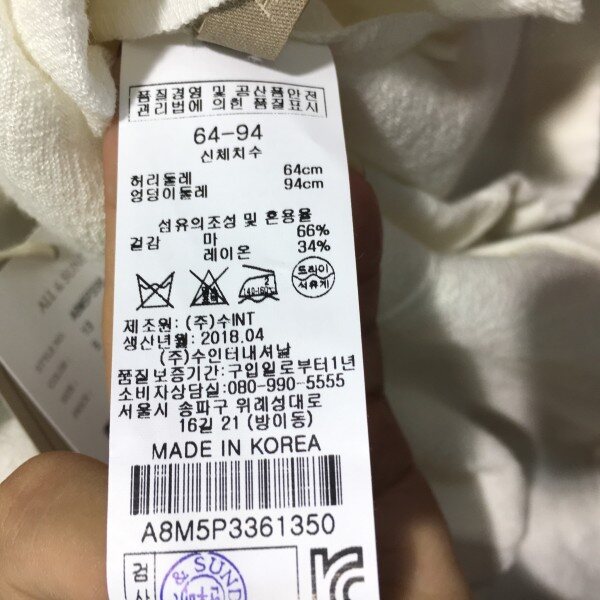 품질경영 및 공산품안전
관리법에 의한 품질표시
64-94
신체치수
허리둘레 64cm
엉덩이둘레 94cm
섬유의조성 및 혼용율
겉감 마 66%
레이온 34%
2
140-160℃
드라이
석유계
제조원: (주)수INT
생산년월: 2018.04
(주)수인터내셔날
품질보증기간: 구입일로부터1년
소비자상담실: 080-990-5555
서울시 송파구 위례성대로
16길 21 (방이동)
MADE IN KOREA
A8M5P3361350
검
사
& SUND